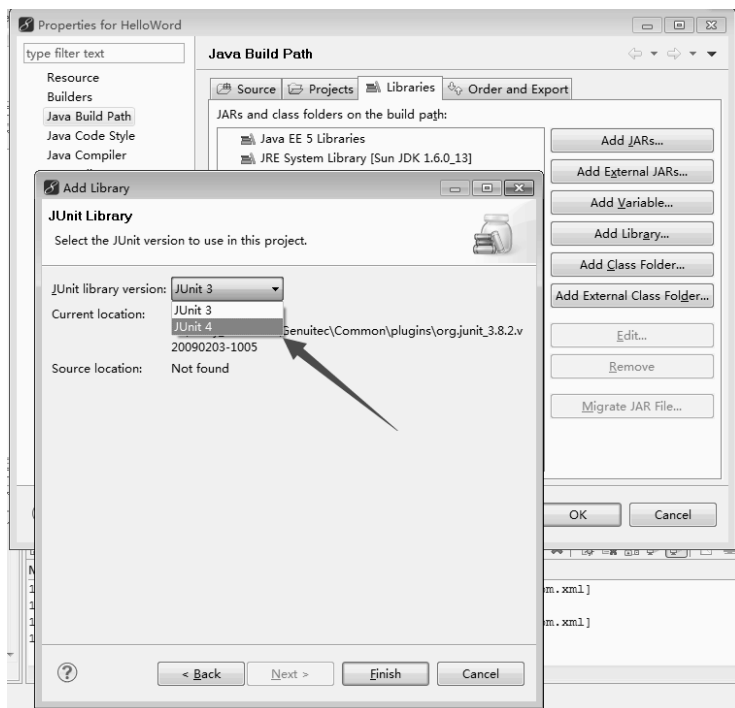 Properties for HelloWord
type filter text
Resource
Builders
Java Build Path
Java Code Style
Java Compiler
Java Build Path
Source
Projects
Libraries
Order and Export
JARs and class folders on the build path:
Java EE 5 Libraries
JRE System Library [Sun JDK 1.6.0_13]
Add JARs...
Add External JARs...
Add Variable...
Add Library...
Add Class Folder...
Add External Class Folder...
Edit...
Remove
Migrate JAR File...
OK
Cancel
Add Library
JUnit Library
Select the JUnit version to use in this project.
JUnit library version: JUnit 3
JUnit 3
JUnit 4
Current location:
Genuitec\Common\plugins\org.junit_3.8.2.v
20090203-1005
Source location: Not found
m.xml]
m.xml]
< Back
Next >
Finish
Cancel